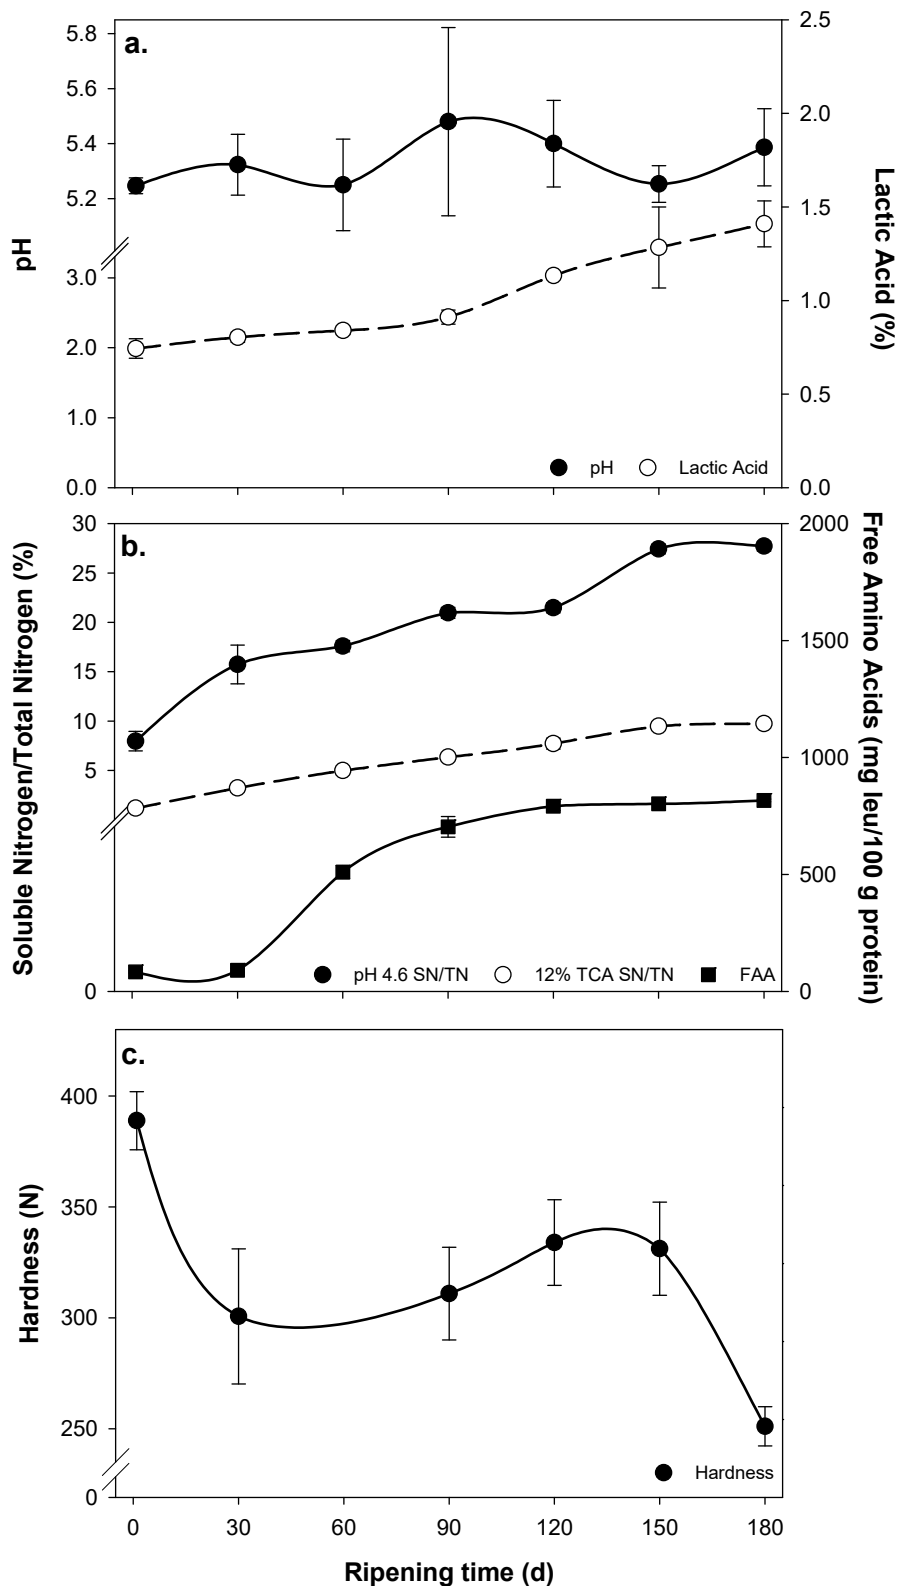 a.
pH
5.8
5.6
5.4
5.2
3.0
2.0
1.0
0.0
2.5
2.0
1.5
1.0
0.5
0.0
Lactic Acid (%)
pH Lactic Acid
b.
Soluble Nitrogen/Total Nitrogen (%)
30
25
20
15
10
5
0
2000
1500
1000
500
0
Free Amino Acids (mg leu/100 g protein)
pH 4.6 SN/TN 12% TCA SN/TN FAA
c.
Hardness (N)
400
350
300
250
0
Hardness
0 30 60 90 120 150 180
Ripening time (d)